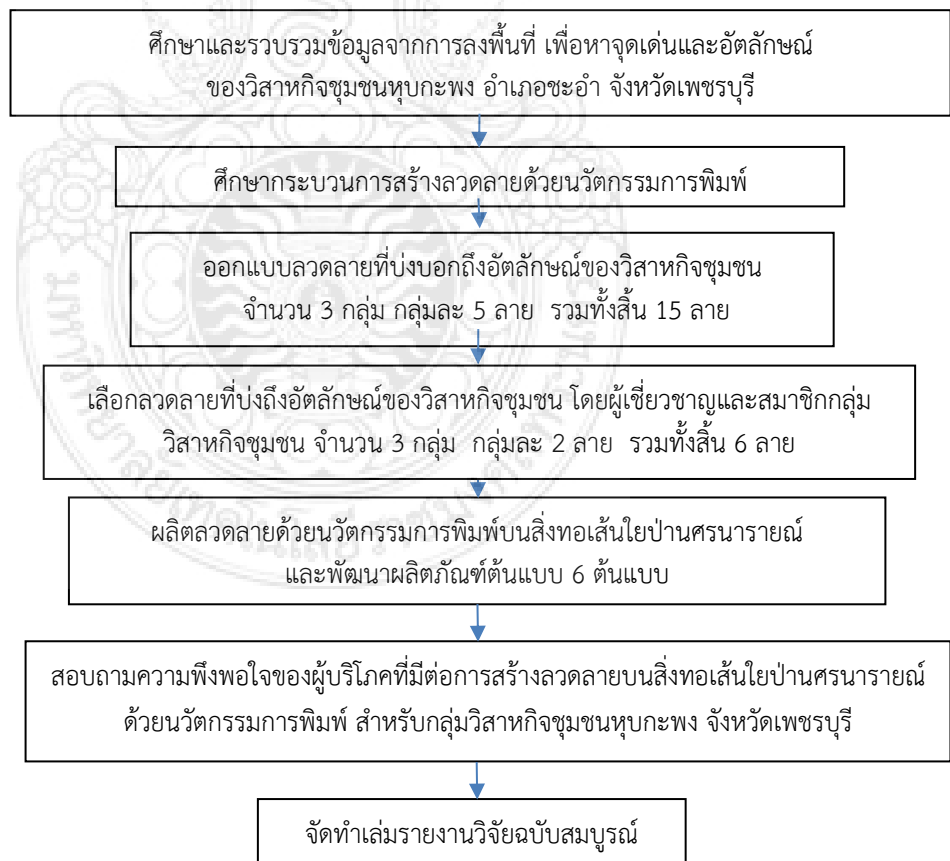 ศึกษาและรวบรวมข้อมูลจากการลงพื้นที่ เพื่อหาจุดเด่นและอัตลักษณ์
ของวิสาหกิจชุมชนหุบกะพง อำเภอชะอำ จังหวัดเพชรบุรี
ศึกษากระบวนการสร้างลวดลายด้วยนวัตกรรมการพิมพ์
ออกแบบลวดลายที่บ่งบอกถึงอัตลักษณ์ของวิสาหกิจชุมชน
จำนวน 3 กลุ่ม กลุ่มละ 5 ลาย รวมทั้งสิ้น 15 ลาย
เลือกลวดลายที่บ่งถึงอัตลักษณ์ของวิสาหกิจชุมชน โดยผู้เชี่ยวชาญและสมาชิกกลุ่ม
วิสาหกิจชุมชน จำนวน 3 กลุ่ม กลุ่มละ 2 ลาย รวมทั้งสิ้น 6 ลาย
ผลิตลวดลายด้วยนวัตกรรมการพิมพ์บนสิ่งทอเส้นใยป่านศรนารายณ์
และพัฒนาผลิตภัณฑ์ต้นแบบ 6 ต้นแบบ
สอบถามความพึงพอใจของผู้บริโภคที่มีต่อการสร้างลวดลายบนสิ่งทอเส้นใยป่านศรนารายณ์
ด้วยนวัตกรรมการพิมพ์ สำหรับกลุ่มวิสาหกิจชุมชนหุบกะพง จังหวัดเพชรบุรี
จัดทำเล่มรายงานวิจัยฉบับสมบูรณ์